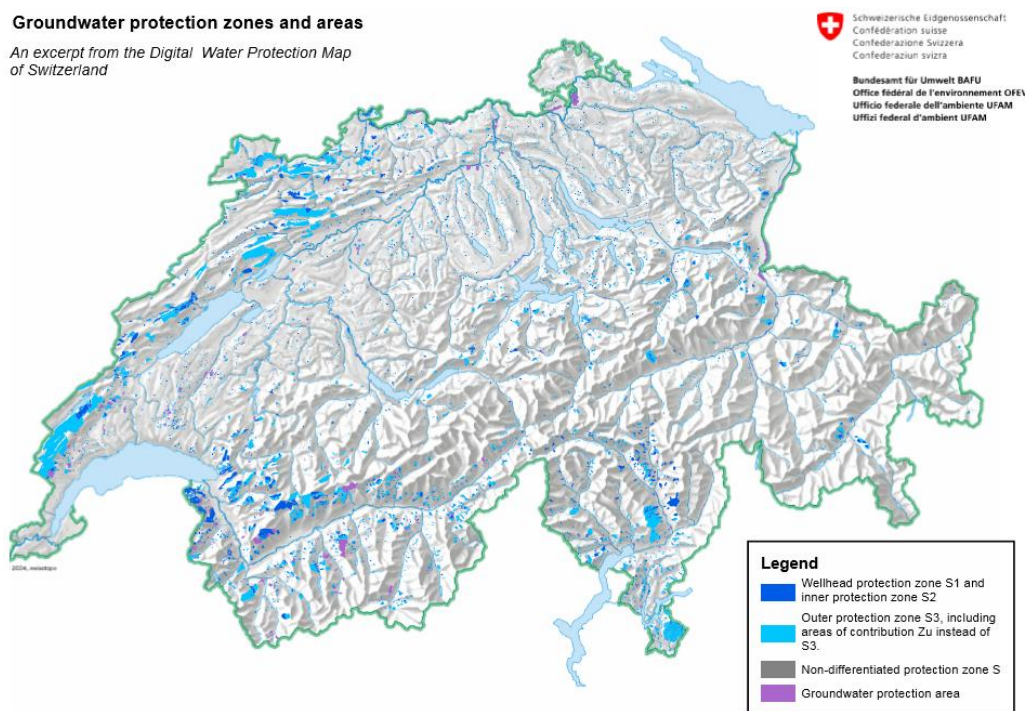 Groundwater protection zones and areas
An excerpt from the Digital Water Protection Map
of Switzerland
Schweizerische Eidgenossenschaft
Confédération suisse
Confederazione Svizzera
Confederaziun svizra
Bundesamt für Umwelt BAFU
Office fédéral de l'environnement OFEV
Ufficio federale dell'ambiente UFAM
Uffizi federal d'ambient UFAM
2024, swisstopo
Legend
Wellhead protection zone S1 and
inner protection zone S2
Outer protection zone S3, including
areas of contribution Zu instead of
S3.
Non-differentiated protection zone S
Groundwater protection area